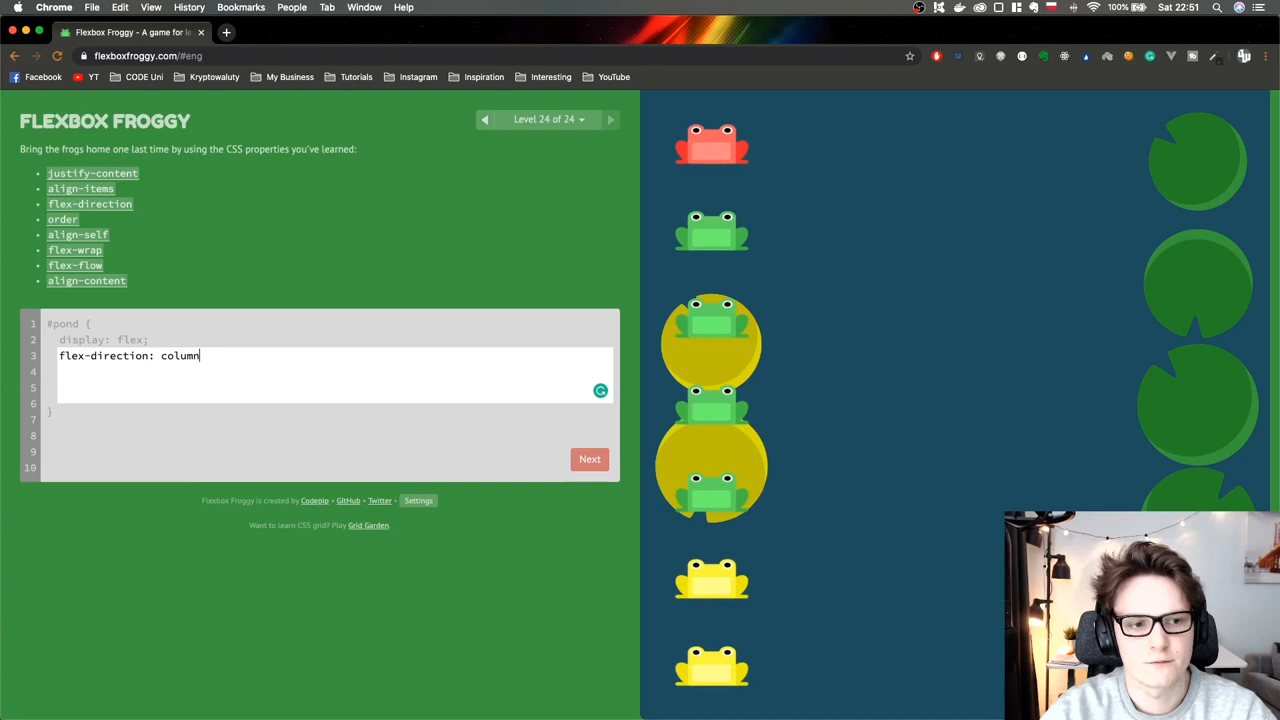 Chrome File Edit View History Bookmarks People Tab Window Help 100% Sat 22:51
Flexbox Froggy - A game for le
flexboxfroggy.com/#eng
Facebook YT CODE Uni Kryptowaluty My Business Tutorials Instagram Inspiration Interesting YouTube
FLEXBOX FROGGY
Level 24 of 24
Bring the frogs home one last time by using the CSS properties you've learned:
justify-content
align-items
flex-direction
order
align-self
flex-wrap
flex-flow
align-content
1 #pond {
2 display: flex;
3 flex-direction: column
4
5
6 }
7
8
9
10
Next
Flexbox Froggy is created by Codepip • GitHub • Twitter • Settings
Want to learn CSS grid? Play Grid Garden.